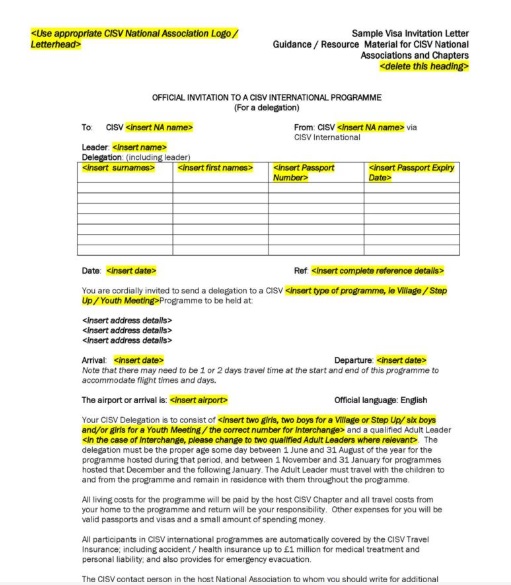 <Use appropriate CISV National Association Logo /
Letterhead>
Sample Visa Invitation Letter
Guidance / Resource Material for CISV National
Associations and Chapters
<delete this heading>
OFFICIAL INVITATION TO A CISV INTERNATIONAL PROGRAMME
(For a delegation)
To: CISV <insert NA name>
From: CISV <insert NA name> via
CISV International
Leader: <insert name>
Delegation: (including leader)
<insert surnames> <insert first names> <insert Passport
Number> <insert Passport Expiry
Date>
Date: <insert date> Ref: <insert complete reference details>
You are cordially invited to send a delegation to a CISV <insert type of programme, ie Village / Step
Up / Youth Meeting>Programme to be held at:
<insert address details>
<insert address details>
<insert address details>
Arrival: <insert date> Departure: <insert date>
Note that there may need to be 1 or 2 days travel time at the start and end of this programme to
accommodate flight times and days.
The airport or arrival is: <insert airport> Official language: English
Your CISV Delegation is to consist of <insert two girls, two boys for a Village or Step Up/ six boys
and/or girls for a Youth Meeting / the correct number for Interchange> and a qualified Adult Leader
<in the case of Interchange, please change to two qualified Adult Leaders where relevant>. The
delegation must be the proper age some day between 1 June and 31 August of the year for the
programme hosted during that period, and between 1 November and 31 January for programmes
hosted that December and the following January. The Adult Leader must travel with the children to
and from the programme and remain in residence with them throughout the programme.
All living costs for the programme will be paid by the host CISV Chapter and all travel costs from
your home to the programme and return will be your responsibility. Other expenses for you will be
valid passports and visas and a small amount of spending money.
All participants in CISV international programmes are automatically covered by the CISV Travel
Insurance; including accident / health insurance up to £1 million for medical treatment and
personal liability; and also provides for emergency evacuation.
The CISV contact person in the host National Association to whom you should write for additional